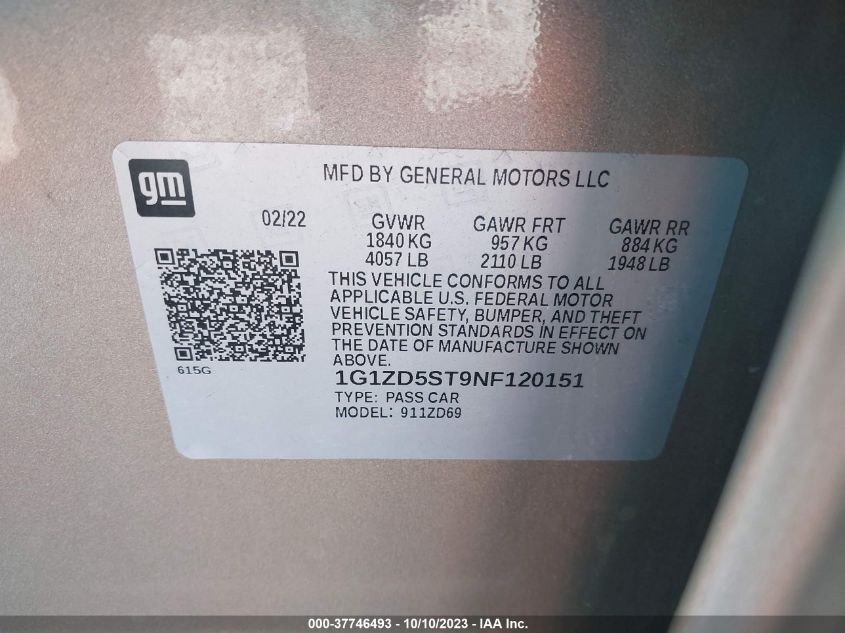 gm
MFD BY GENERAL MOTORS LLC
02/22 GVWR GAWR FRT GAWR RR
1840 KG 957 KG 884 KG
4057 LB 2110 LB 1948 LB
THIS VEHICLE CONFORMS TO ALL
APPLICABLE U.S. FEDERAL MOTOR
VEHICLE SAFETY, BUMPER, AND THEFT
PREVENTION STANDARDS IN EFFECT ON
THE DATE OF MANUFACTURE SHOWN
ABOVE.
615G
1G1ZD5ST9NF120151
TYPE: PASS CAR
MODEL: 911ZD69
000-37746493 - 10/10/2023 - IAA Inc.